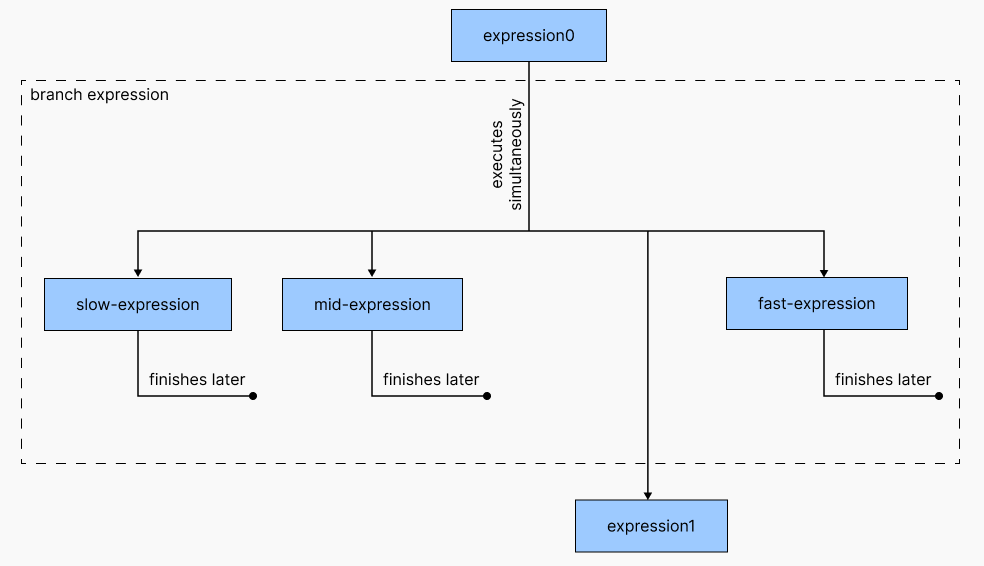 expression0
branch expression
executes
simultaneously
slow-expression
mid-expression
fast-expression
finishes later
finishes later
finishes later
expression1